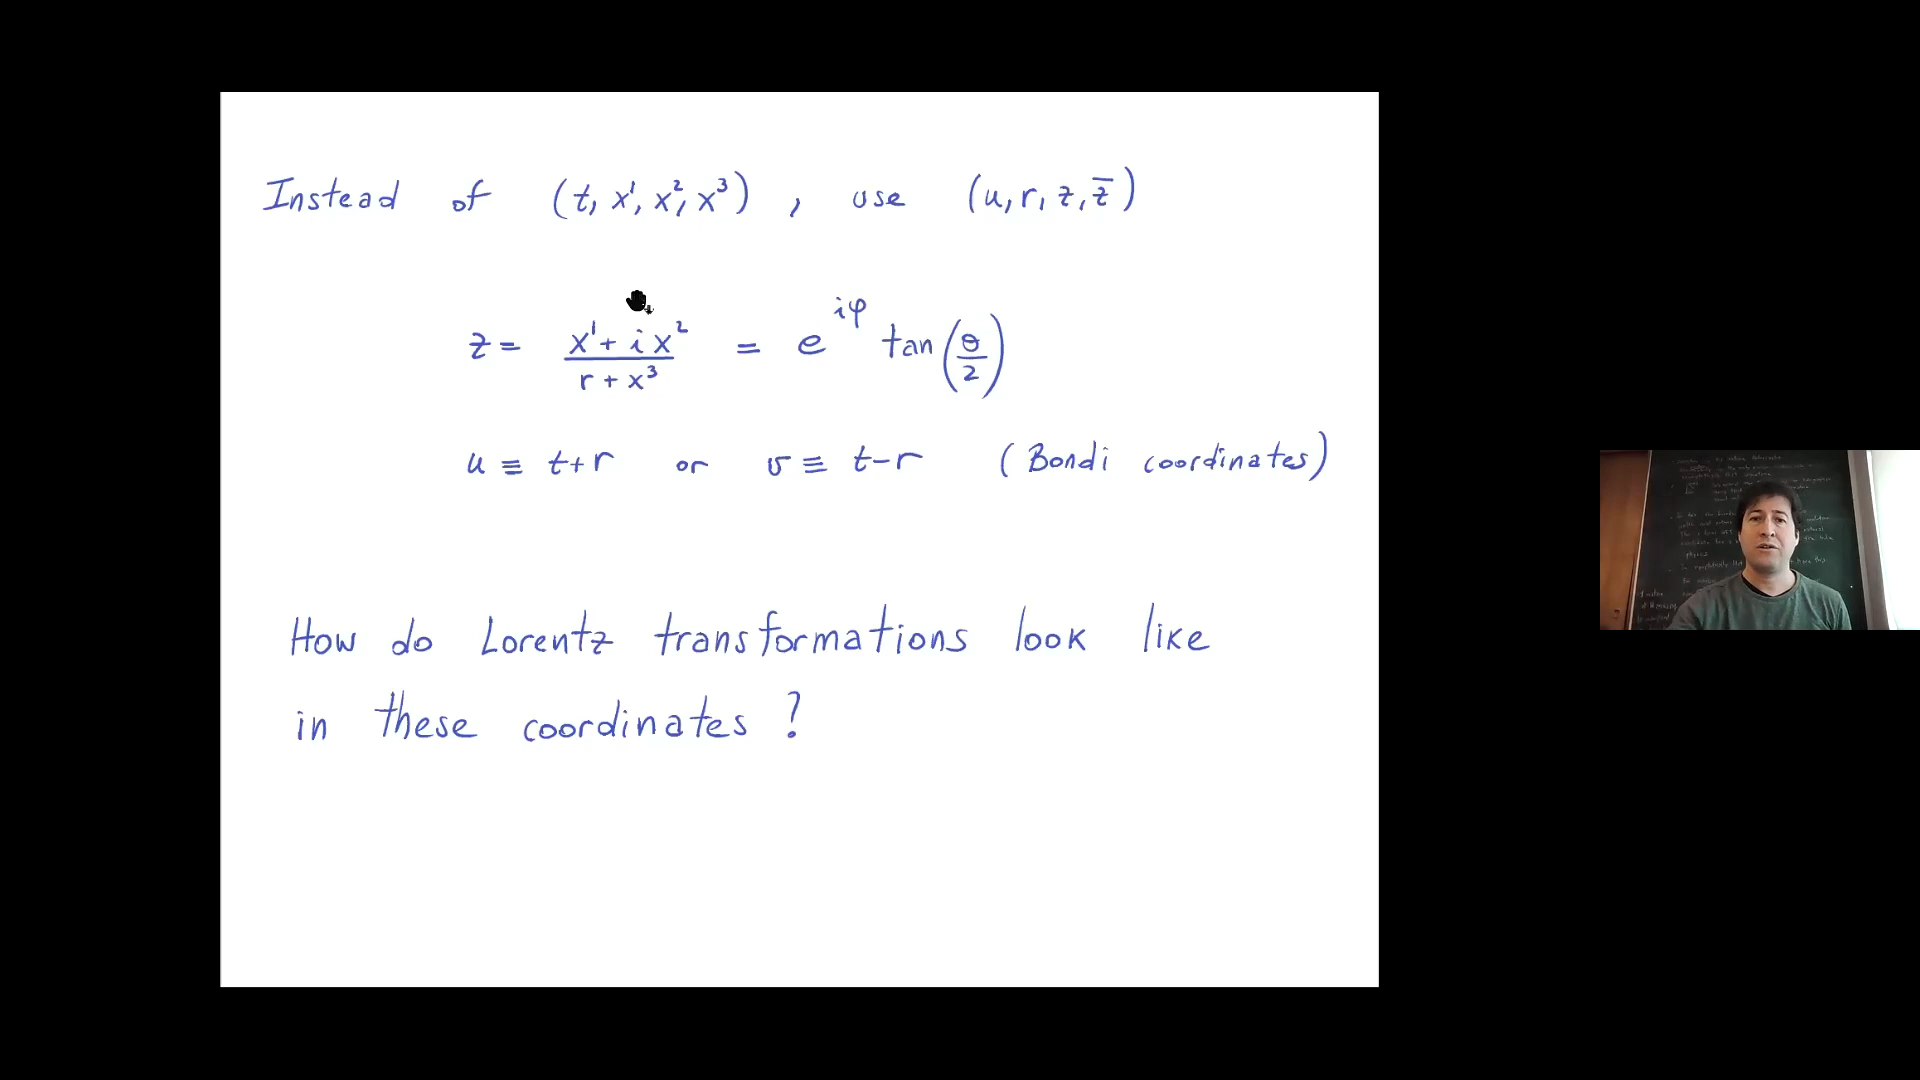 Instead of (t, x¹, x², x³), use (u, r, z, z̄)
z = (x¹ + i x²)/(r + x³) = e^{iφ} tan(θ/2)
u ≡ t+r or v ≡ t−r (Bondi coordinates)
How do Lorentz transformations look like
in these coordinates?